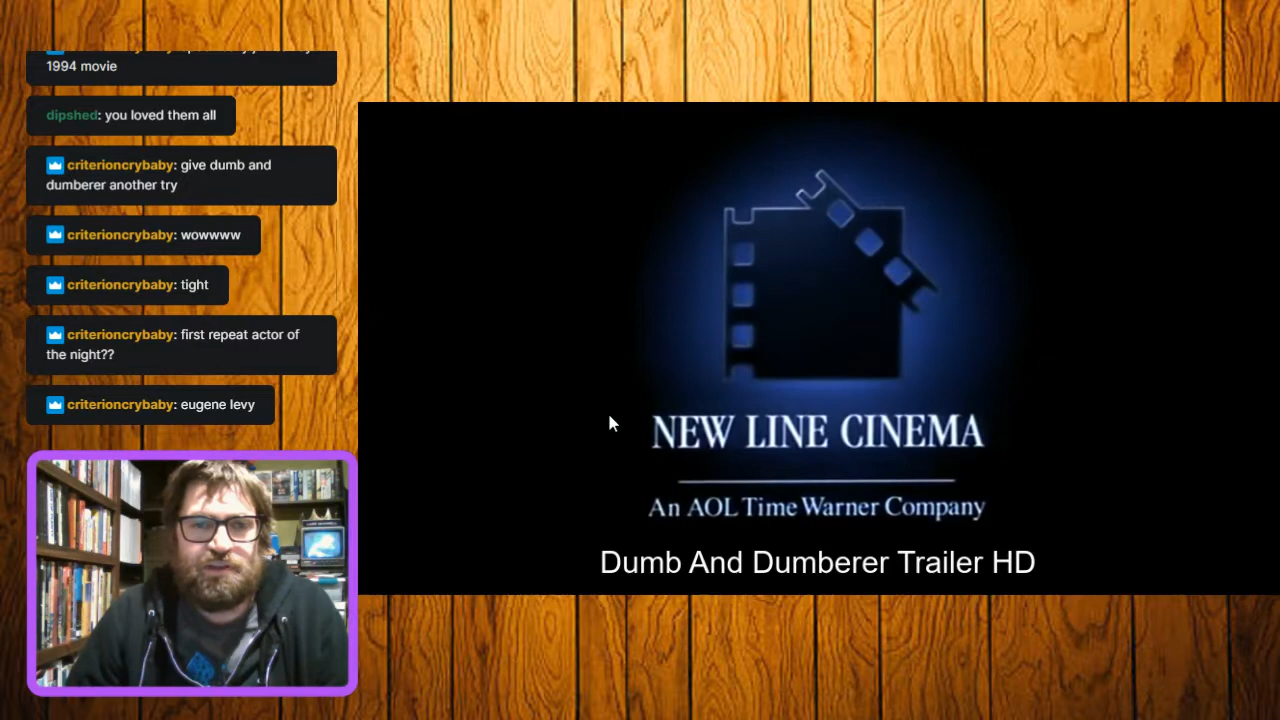 1994 movie
dipshed: you loved them all
criterioncrybaby: give dumb and
dumberer another try
criterioncrybaby: wowwww
criterioncrybaby: tight
criterioncrybaby: first repeat actor of
the night??
criterioncrybaby: eugene levy
NEW LINE CINEMA
An AOL Time Warner Company
Dumb And Dumberer Trailer HD